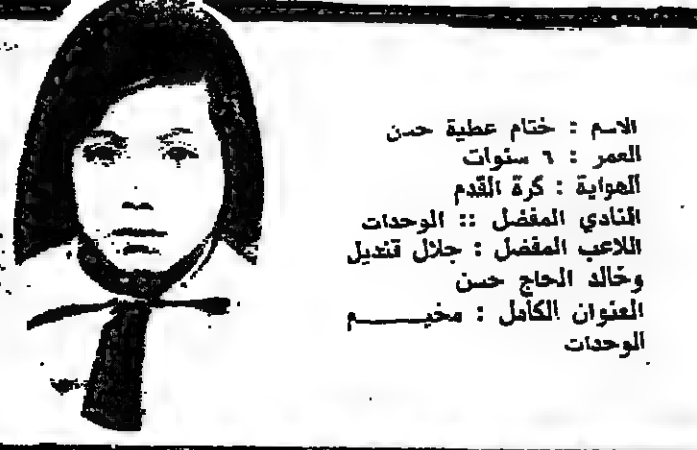 الاسم : ختام عطية حسن
العمر : ٦ سنوات
الهواية : كرة القدم
النادي المفضل :: الوحدات
اللاعب المفضل : جلال قنديل
وخالد الحاج حسن
العنوان الكامل : مخيـــــم
الوحدات